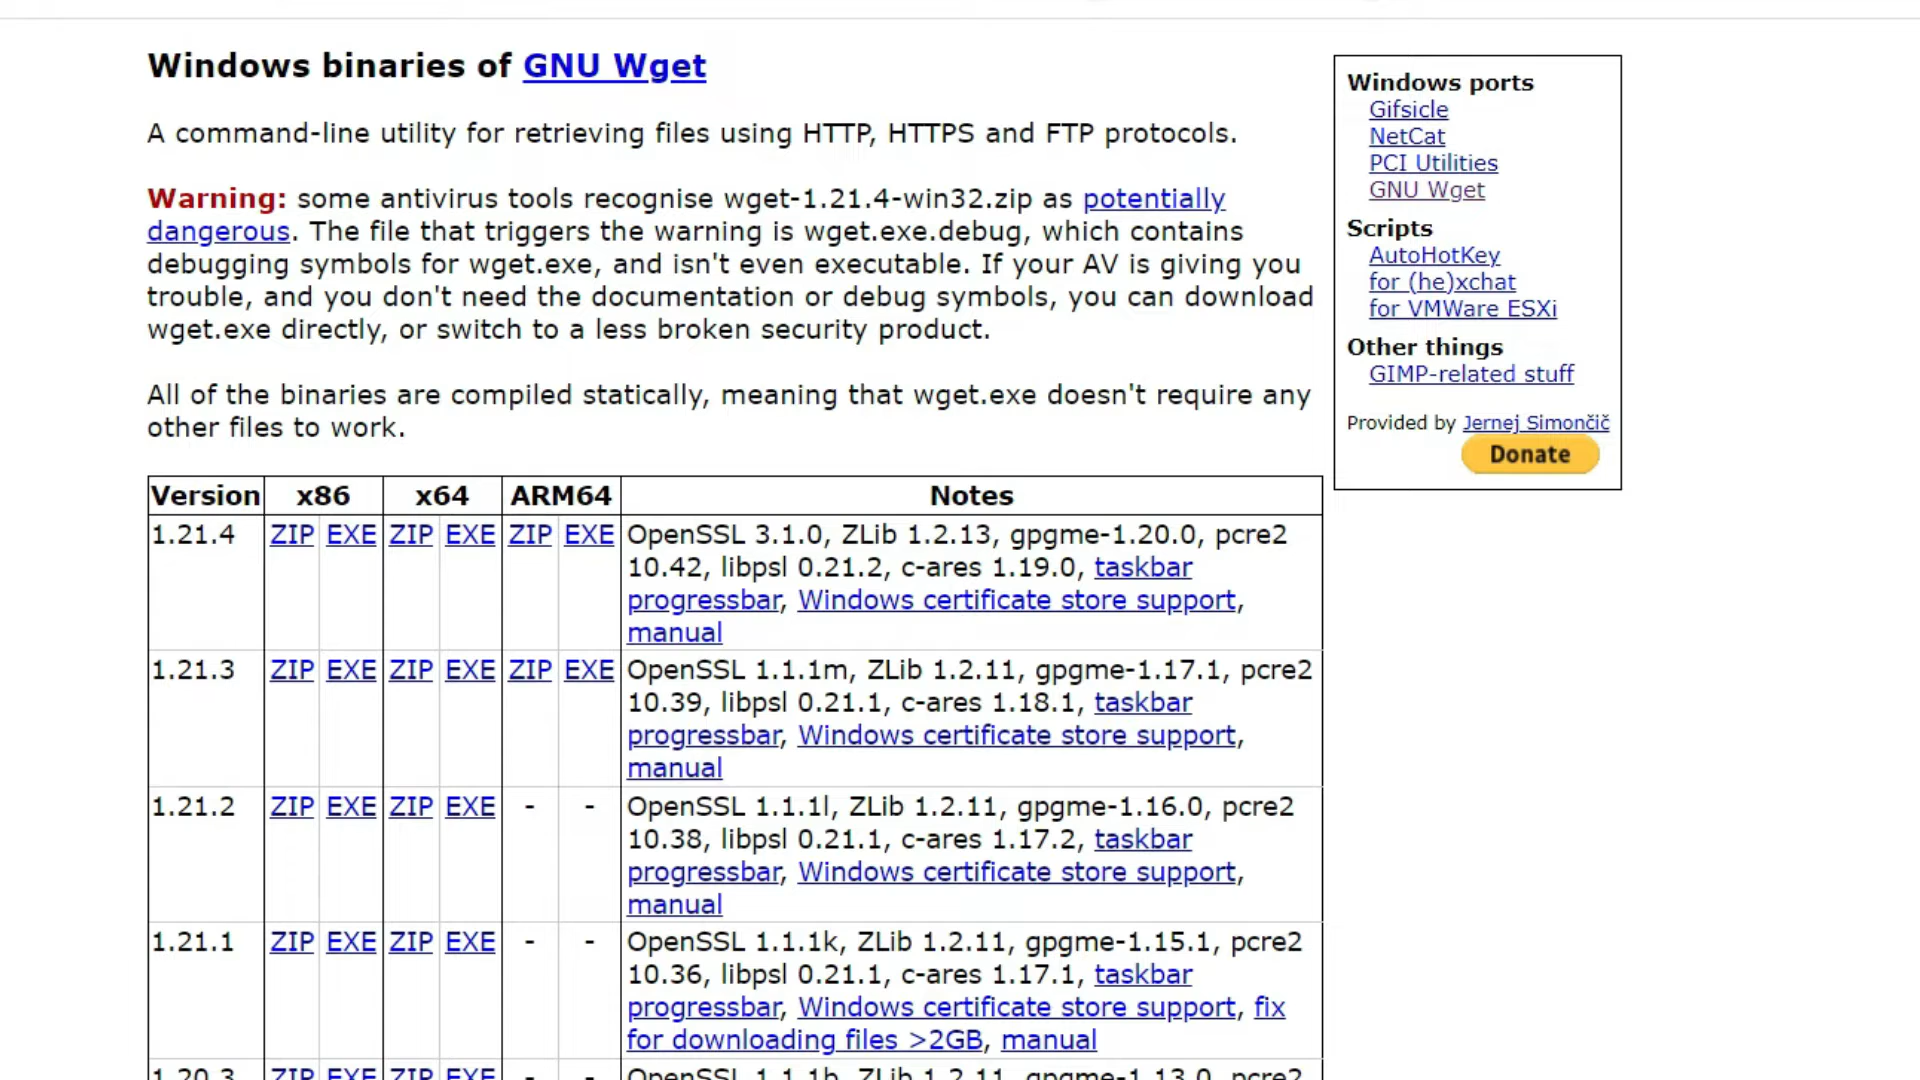 Windows binaries of GNU Wget
A command-line utility for retrieving files using HTTP, HTTPS and FTP protocols.
Warning: some antivirus tools recognise wget-1.21.4-win32.zip as potentially
dangerous. The file that triggers the warning is wget.exe.debug, which contains
debugging symbols for wget.exe, and isn't even executable. If your AV is giving you
trouble, and you don't need the documentation or debug symbols, you can download
wget.exe directly, or switch to a less broken security product.
All of the binaries are compiled statically, meaning that wget.exe doesn't require any
other files to work.
Version x86 x64 ARM64 Notes
1.21.4 ZIP EXE ZIP EXE ZIP EXE OpenSSL 3.1.0, ZLib 1.2.13, gpgme-1.20.0, pcre2
10.42, libpsl 0.21.2, c-ares 1.19.0, taskbar
progressbar, Windows certificate store support,
manual
1.21.3 ZIP EXE ZIP EXE ZIP EXE OpenSSL 1.1.1m, ZLib 1.2.11, gpgme-1.17.1, pcre2
10.39, libpsl 0.21.1, c-ares 1.18.1, taskbar
progressbar, Windows certificate store support,
manual
1.21.2 ZIP EXE ZIP EXE - - OpenSSL 1.1.1l, ZLib 1.2.11, gpgme-1.16.0, pcre2
10.38, libpsl 0.21.1, c-ares 1.17.2, taskbar
progressbar, Windows certificate store support,
manual
1.21.1 ZIP EXE ZIP EXE - - OpenSSL 1.1.1k, ZLib 1.2.11, gpgme-1.15.1, pcre2
10.36, libpsl 0.21.1, c-ares 1.17.1, taskbar
progressbar, Windows certificate store support, fix
for downloading files >2GB, manual
1.20.3 ZIP EXE ZIP EXE - - OpenSSL 1.1.1b, ZLib 1.2.11, gpgme-1.13.0, pcre2
Windows ports
Gifsicle
NetCat
PCI Utilities
GNU Wget
Scripts
AutoHotKey
for (he)xchat
for VMWare ESXi
Other things
GIMP-related stuff
Provided by Jernej Simončič
Donate